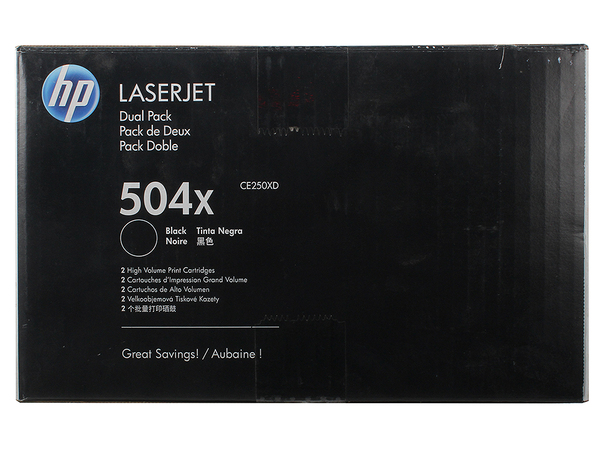 hp
LASERJET
Dual Pack
Pack de Deux
Pack Doble
504x
CE250XD
Black Tinta Negra
Noire 黑色
2 High Volume Print Cartridges
2 Cartouches d'Impression Grand Volume
2 Cartuchos de Alto Volumen
2 Velkoobjemová Tiskové Kazety
2 个批量打印硒鼓
Great Savings! / Aubaine !